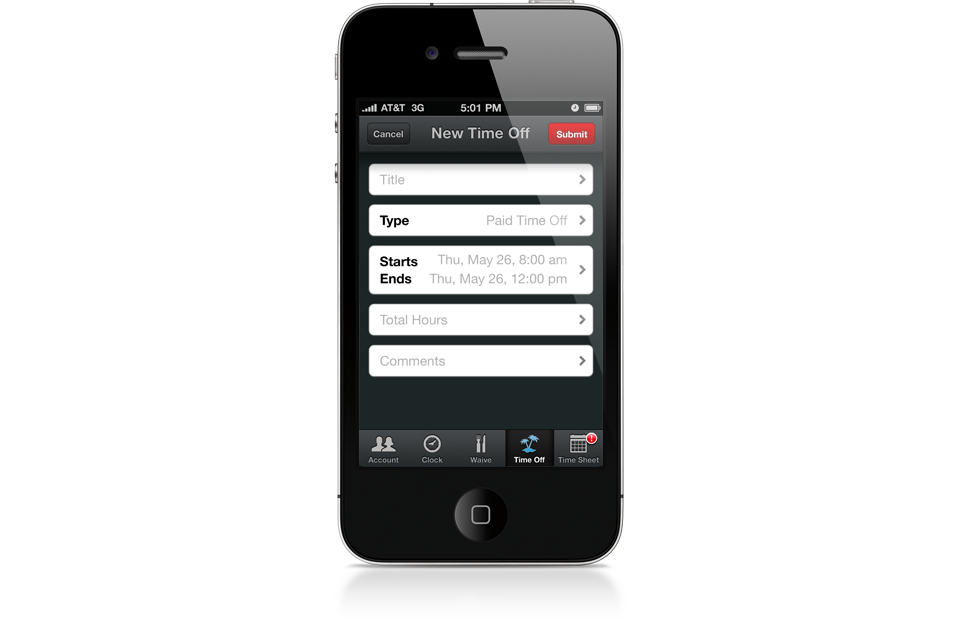 AT&T 3G 5:01 PM
Cancel New Time Off Submit
Title
Type Paid Time Off
Starts Thu, May 26, 8:00 am
Ends Thu, May 26, 12:00 pm
Total Hours
Comments
Account Clock Waive Time Off Time Sheet